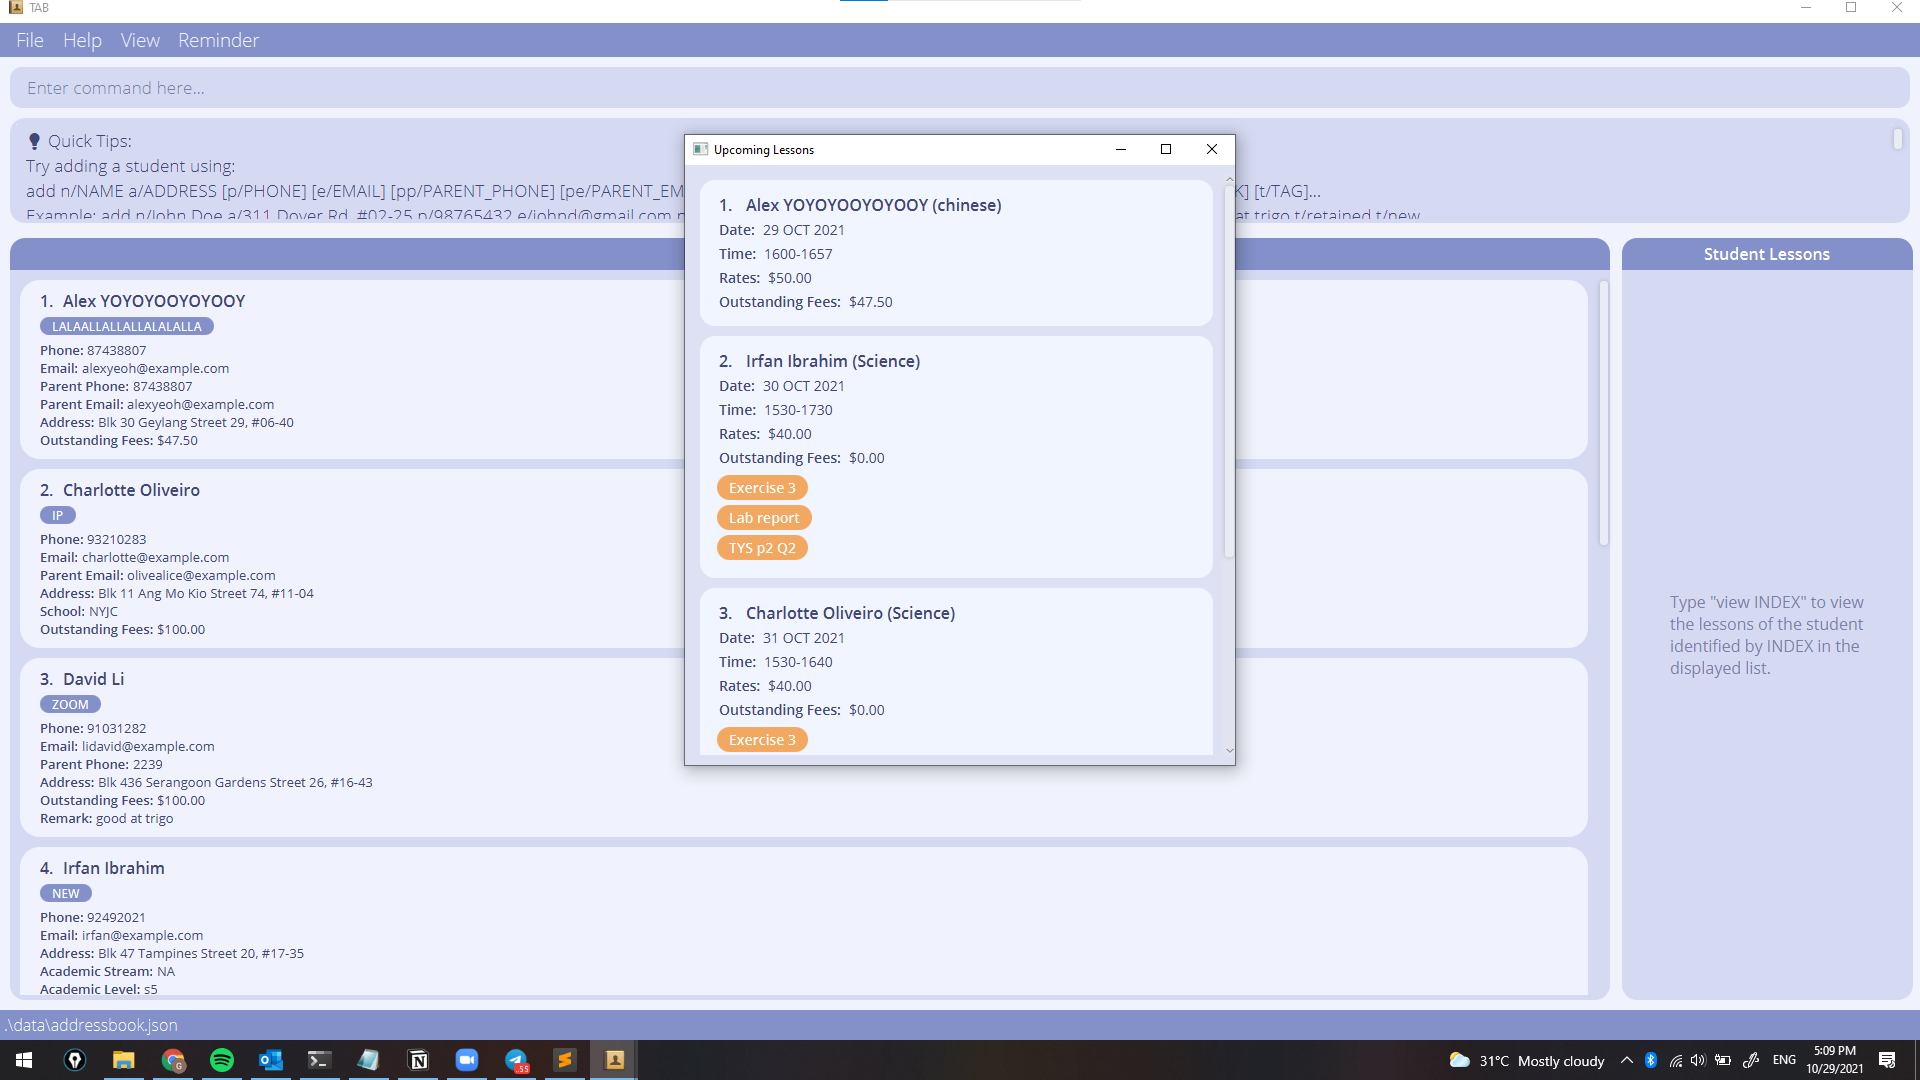 TAB
File Help View Reminder
Enter command here...
Quick Tips:
Try adding a student using:
add n/NAME a/ADDRESS [p/PHONE] [e/EMAIL] [pp/PARENT_PHONE] [pe/PARENT_EM
] [t/TAG]...
Example: add n/John Doe a/311 Dover Rd, #02-25 p/98765432 e/johnd@gmail.com
at trigo t/retained t/new
1. Alex YOYOYOOYOYOOY
LALAALLALLALLALALALLA
Phone: 87438807
Email: alexyeoh@example.com
Parent Phone: 87438807
Parent Email: alexyeoh@example.com
Address: Blk 30 Geylang Street 29, #06-40
Outstanding Fees: $47.50
2. Charlotte Oliveiro
IP
Phone: 93210283
Email: charlotte@example.com
Parent Email: olivealice@example.com
Address: Blk 11 Ang Mo Kio Street 74, #11-04
School: NYJC
Outstanding Fees: $100.00
3. David Li
ZOOM
Phone: 91031282
Email: lidavid@example.com
Parent Phone: 2239
Address: Blk 436 Serangoon Gardens Street 26, #16-43
Outstanding Fees: $100.00
Remark: good at trigo
4. Irfan Ibrahim
NEW
Phone: 92492021
Email: irfan@example.com
Address: Blk 47 Tampines Street 20, #17-35
Academic Stream: NA
Academic Level: s5
Upcoming Lessons
1. Alex YOYOYOOYOYOOY (chinese)
Date: 29 OCT 2021
Time: 1600-1657
Rates: $50.00
Outstanding Fees: $47.50
2. Irfan Ibrahim (Science)
Date: 30 OCT 2021
Time: 1530-1730
Rates: $40.00
Outstanding Fees: $0.00
Exercise 3
Lab report
TYS p2 Q2
3. Charlotte Oliveiro (Science)
Date: 31 OCT 2021
Time: 1530-1640
Rates: $40.00
Outstanding Fees: $0.00
Exercise 3
Student Lessons
Type "view INDEX" to view
the lessons of the student
identified by INDEX in the
displayed list.
.\data\addressbook.json
31°C Mostly cloudy
ENG
5:09 PM
10/29/2021